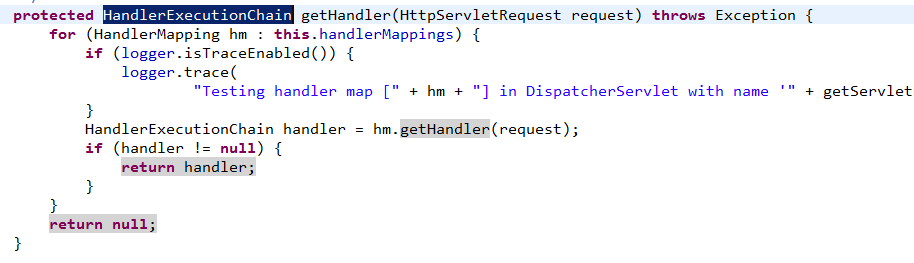 protected HandlerExecutionChain getHandler(HttpServletRequest request) throws Exception {
for (HandlerMapping hm : this.handlerMappings) {
if (logger.isTraceEnabled()) {
logger.trace(
"Testing handler map [" + hm + "] in DispatcherServlet with name '" + getServlet
}
HandlerExecutionChain handler = hm.getHandler(request);
if (handler != null) {
return handler;
}
}
return null;
}